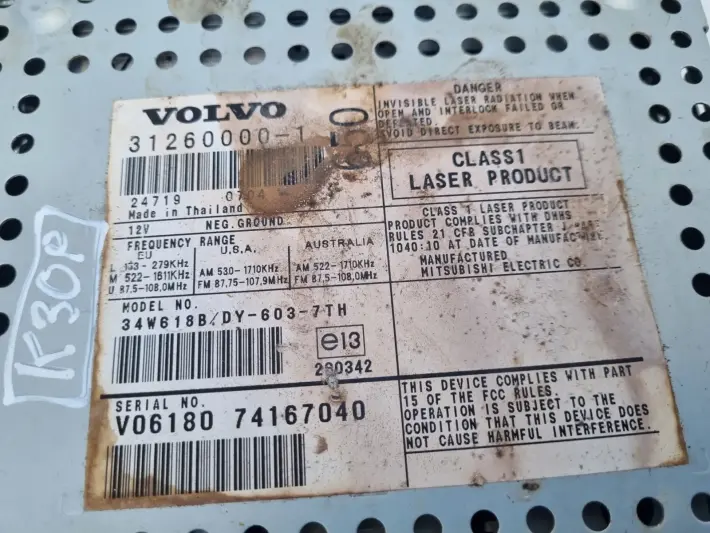 VOLVO
31260000-1
24719
Made in Thailand
12V NEG.GROUND
FREQUENCY RANGE
EU U.S.A. AUSTRALIA
279KHz
M 522-1611KHz AM 530-1710KHz AM 522-1710KHz
U 87,5-108,0MHz FM 87,75-107,9MHz FM 87,5-108,0MHz
MODEL NO.
34W618B/DY-603-7TH
e13
260342
SERIAL NO.
V06180 74167040
DANGER
INVISIBLE LASER RADIATION WHEN
OPEN AND INTERLOCK FAILED OR
DEFEATED.
AVOID DIRECT EXPOSURE TO BEAM.
CLASS1
LASER PRODUCT
CLASS 1 LASER PRODUCT
PRODUCT COMPLIES WITH DHHS
RULES 21 CFR SUBCHAPTER J
1040:10 AT DATE OF MANUFACTURE.
MANUFACTURED
MITSUBISHI ELECTRIC CO.
THIS DEVICE COMPLIES WITH PART
15 OF THE FCC RULES.
OPERATION IS SUBJECT TO THE
CONDITION THAT THIS DEVICE DOES
NOT CAUSE HARMFUL INTERFERENCE.
K30P